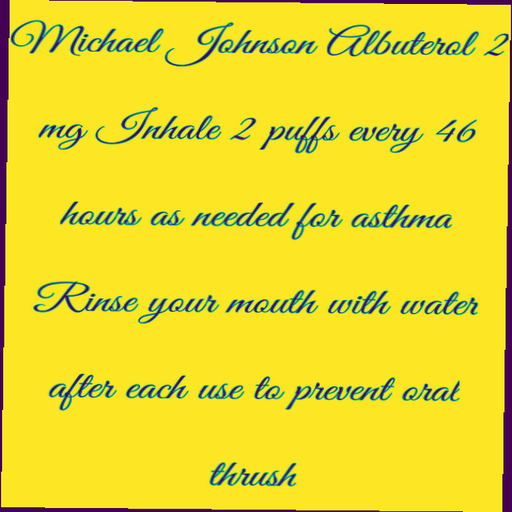 Michael Johnson Albuterol 2
mg Inhale 2 puffs every 46
hours as needed for asthma
Rinse your mouth with water
after each use to prevent oral
thrush